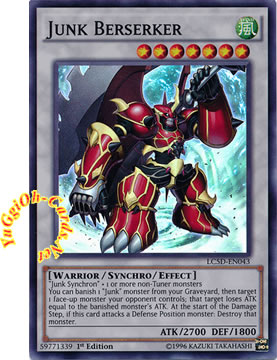 JUNK BERSERKER
風
YuGgiOh-Cards.Net
LC5D-EN043
[WARRIOR / SYNCHRO/ EFFECT]
"Junk Synchron" + 1 or more non-Tuner monsters
You can banish 1 "Junk" monster from your Graveyard, then target
1 face-up monster your opponent controls; that target loses ATK
equal to the banished monster's ATK. At the start of the Damage
Step, if this card attacks a Defense Position monster: Destroy that
monster.
ATK/2700 DEF/1800
59771339 1st Edition ©1996 KAZUKI TAKAHASHI